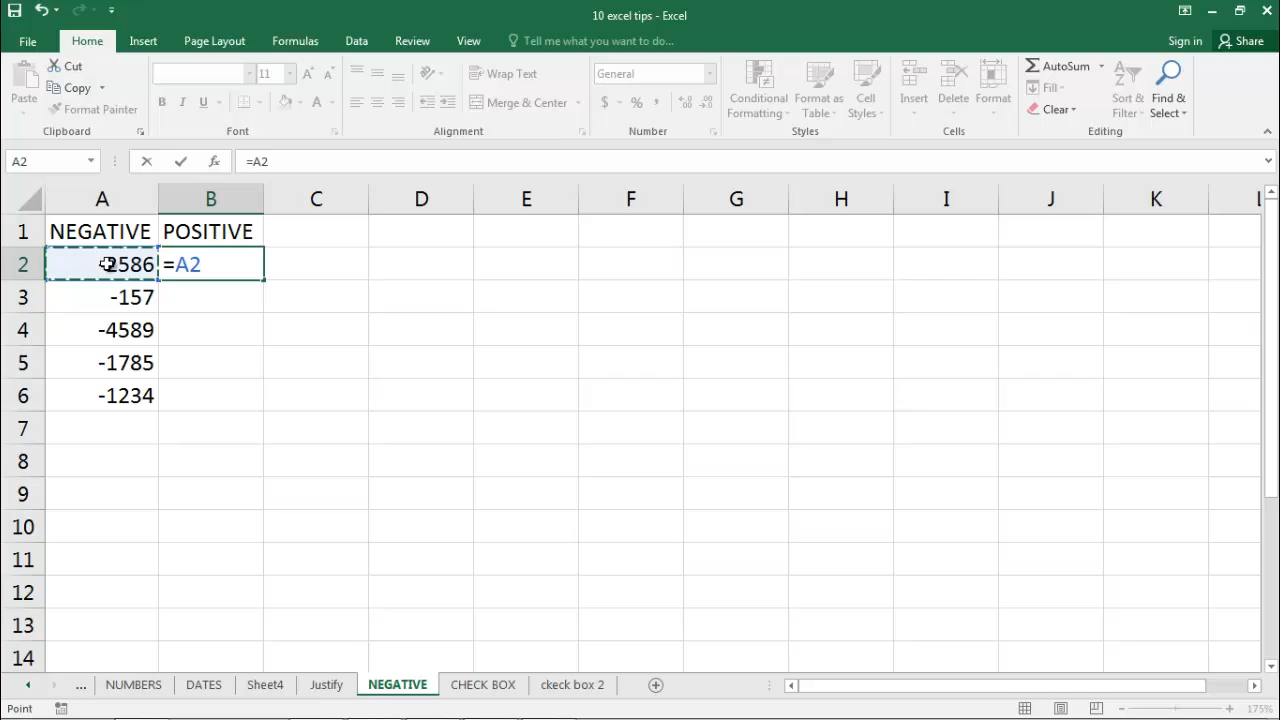 10 excel tips - Excel
File Home Insert Page Layout Formulas Data Review View Tell me what you want to do... Sign in Share
Paste Cut Copy Format Painter Clipboard
11 A A B I U A Font
Wrap Text Merge & Center Alignment
General $ % , Number
Conditional Formatting Format as Table Cell Styles Styles
Insert Delete Format Cells
AutoSum Fill Clear Sort & Filter Find & Select Editing
A2 fx =A2
A B C D E F G H I J K L
1 NEGATIVE POSITIVE
2 2586 =A2
3 -157
4 -4589
5 -1785
6 -1234
7
8
9
10
11
12
13
14
... NUMBERS DATES Sheet4 Justify NEGATIVE CHECK BOX ckeck box 2
Point 175%